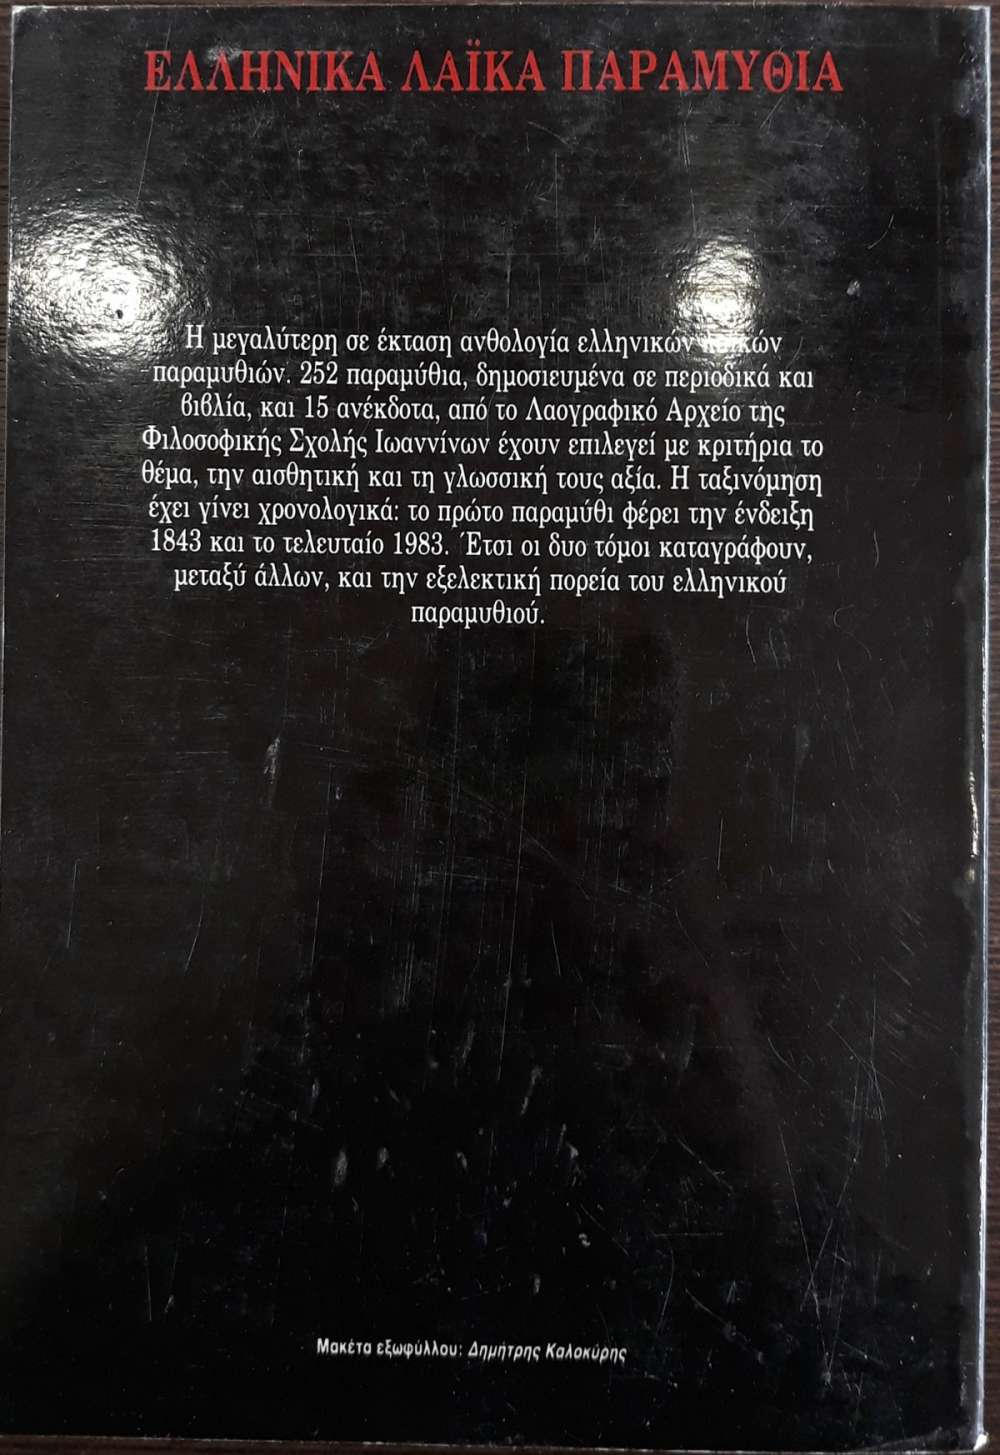 ΕΛΛΗΝΙΚΑ ΛΑΪΚΑ ΠΑΡΑΜΥΘΙΑ
Η μεγαλύτερη σε έκταση ανθολογία ελληνικών λαϊκών
παραμυθιών. 252 παραμύθια, δημοσιευμένα σε περιοδικά και
βιβλία, και 15 ανέκδοτα, από το Λαογραφικό Αρχείο της
Φιλοσοφικής Σχολής Ιωαννίνων έχουν επιλεγεί με κριτήρια το
θέμα, την αισθητική και τη γλωσσική τους αξία. Η ταξινόμηση
έχει γίνει χρονολογικά: το πρώτο παραμύθι φέρει την ένδειξη
1843 και το τελευταίο 1983. Έτσι οι δυο τόμοι καταγράφουν,
μεταξύ άλλων, και την εξελεκτική πορεία του ελληνικού
παραμυθιού.
Μακέτα εξωφύλλου: Δημήτρης Καλοκύρης